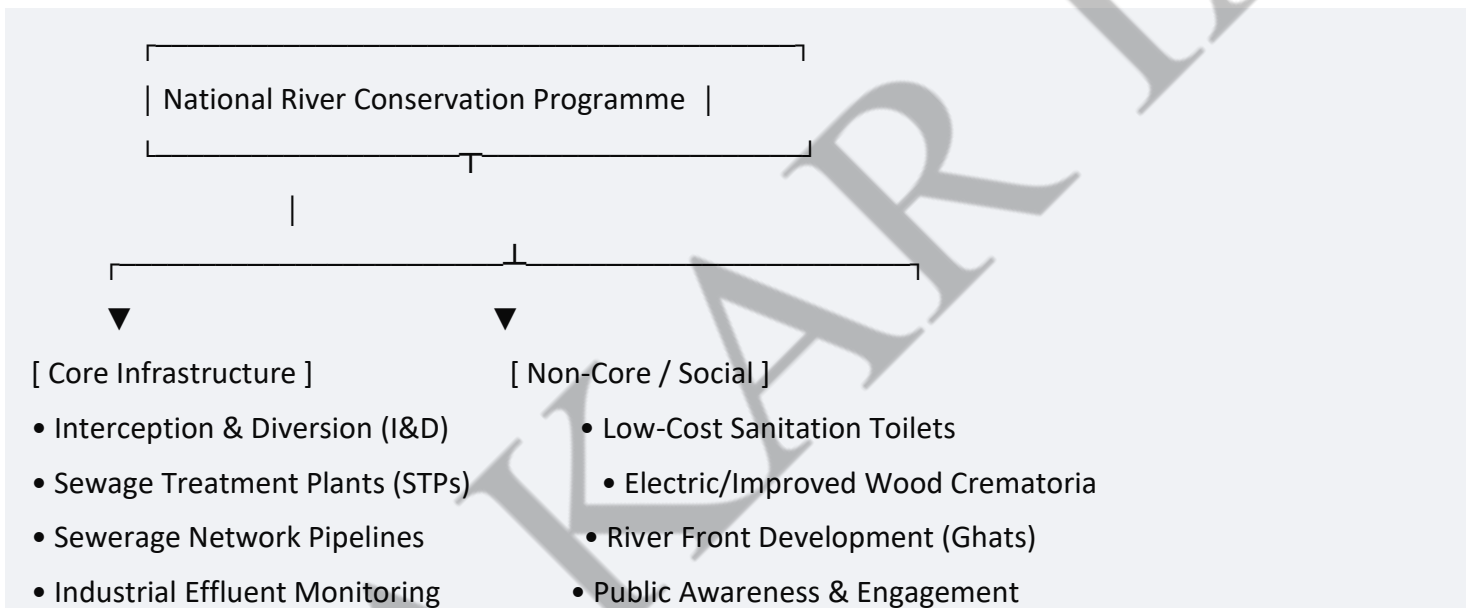 National River Conservation Programme
[ Core Infrastructure ] [ Non-Core / Social ]
• Interception & Diversion (I&D) • Low-Cost Sanitation Toilets
• Sewage Treatment Plants (STPs) • Electric/Improved Wood Crematoria
• Sewerage Network Pipelines • River Front Development (Ghats)
• Industrial Effluent Monitoring • Public Awareness & Engagement
KAR